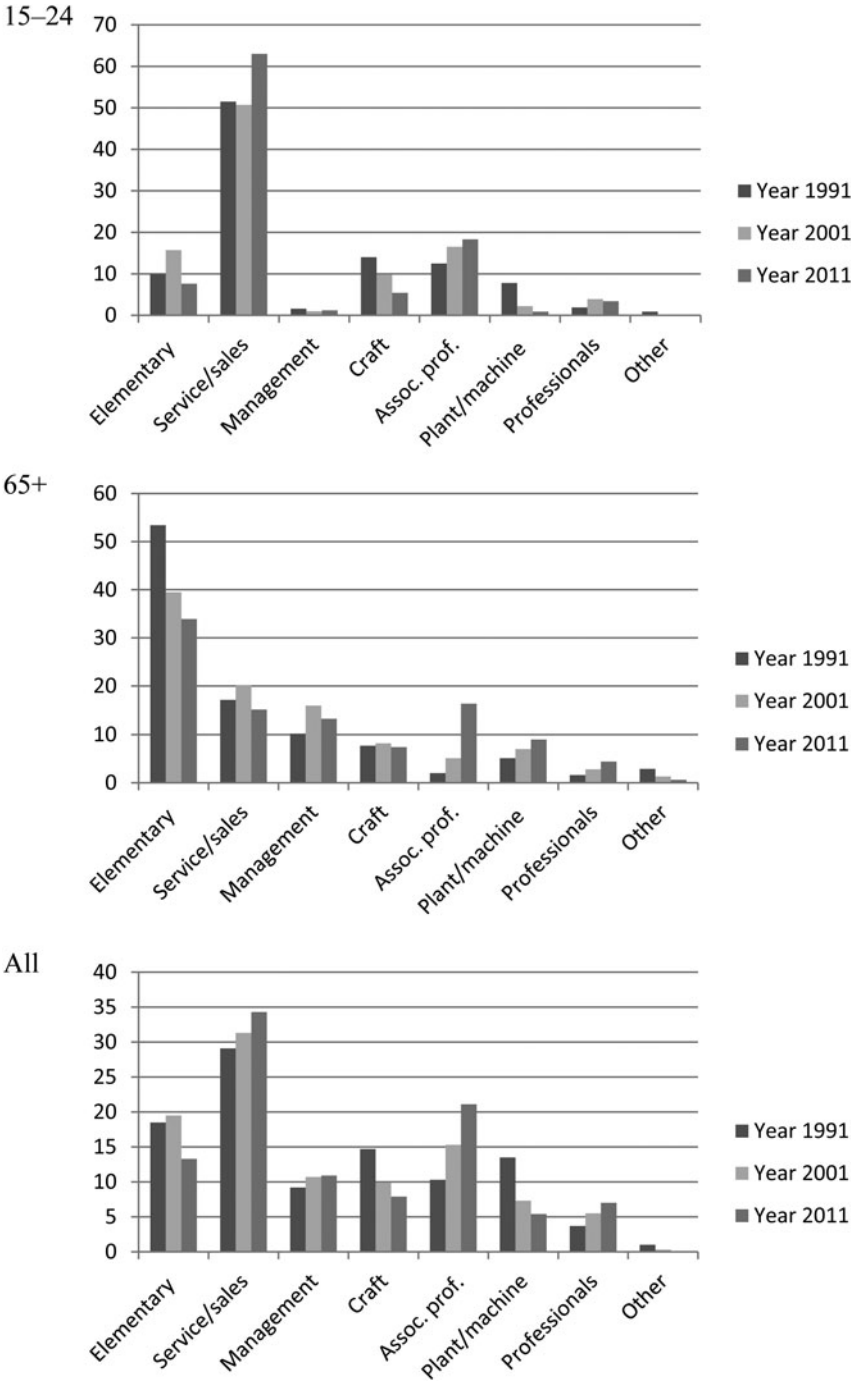 15–24
70
60
50
40
30
20
10
0
Elementary
Service/sales
Management
Craft
Assoc. prof.
Plant/machine
Professionals
Other
Year 1991
Year 2001
Year 2011
65+
60
50
40
30
20
10
0
Elementary
Service/sales
Management
Craft
Assoc. prof.
Plant/machine
Professionals
Other
Year 1991
Year 2001
Year 2011
All
40
35
30
25
20
15
10
5
0
Elementary
Service/sales
Management
Craft
Assoc. prof.
Plant/machine
Professionals
Other
Year 1991
Year 2001
Year 2011